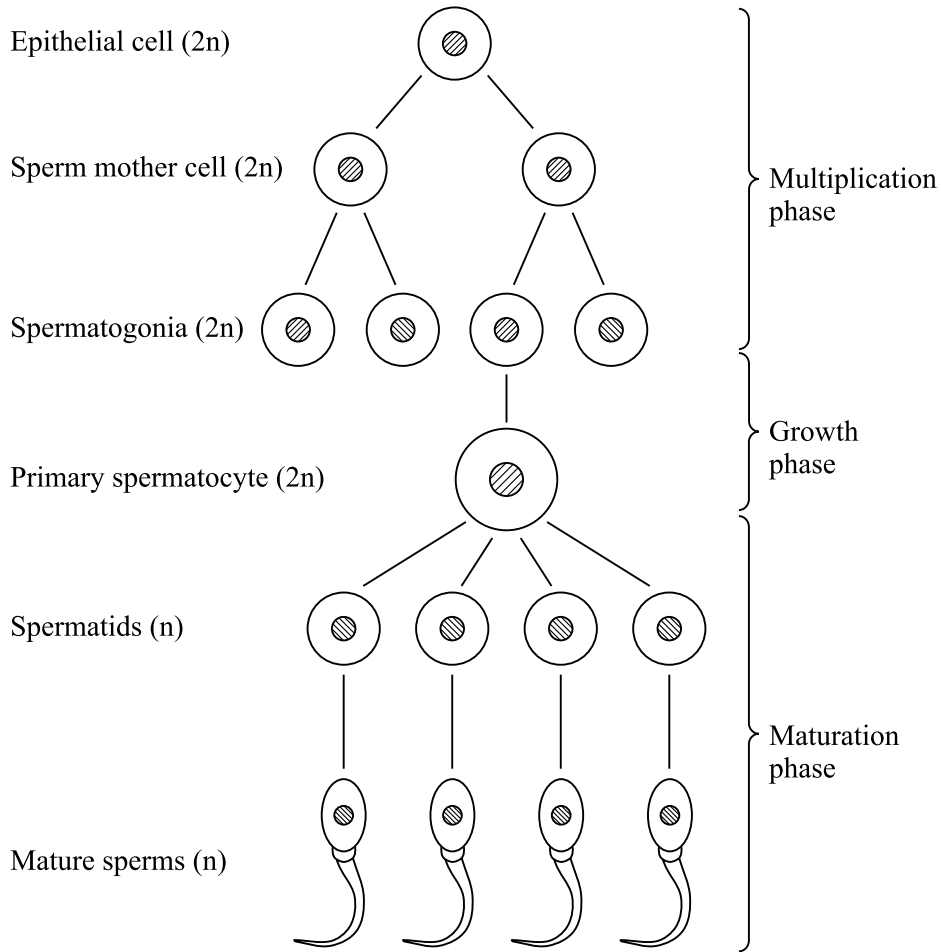 Epithelial cell (2n)
Sperm mother cell (2n)
Multiplication
phase
Spermatogonia (2n)
Growth
phase
Primary spermatocyte (2n)
Spermatids (n)
Maturation
phase
Mature sperms (n)